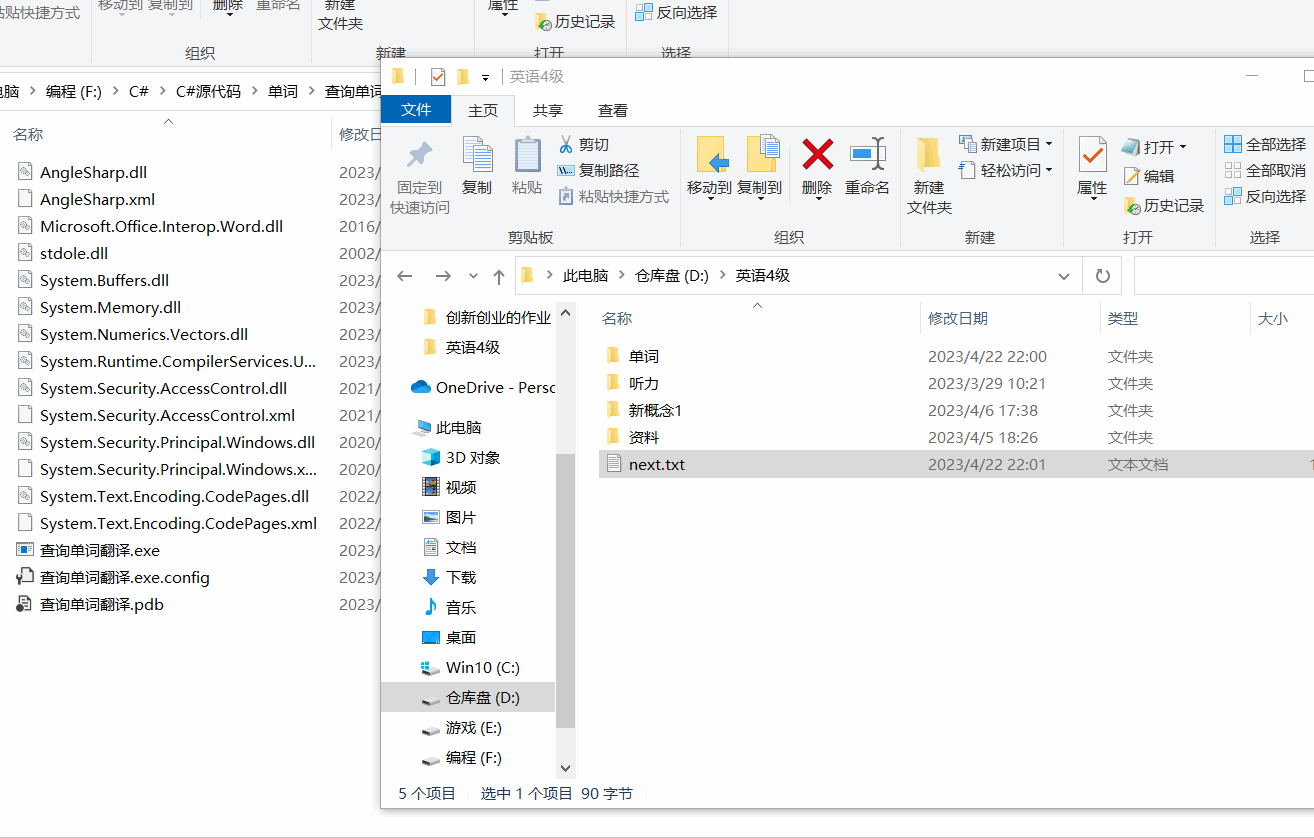 粘贴快捷方式
移动到 复制到
删除
重命名
新建
文件夹
属性
历史记录
反向选择
组织
新建
打开
选择
电脑 > 编程 (F:) > C# > C#源代码 > 单词 > 查询单词
名称
修改日
AngleSharp.dll 2023/
AngleSharp.xml 2023/
Microsoft.Office.Interop.Word.dll 2016/
stdole.dll 2002/
System.Buffers.dll 2023/
System.Memory.dll 2023/
System.Numerics.Vectors.dll 2023/
System.Runtime.CompilerServices.U... 2023/
System.Security.AccessControl.dll 2021/
System.Security.AccessControl.xml 2021/
System.Security.Principal.Windows.dll 2020/
System.Security.Principal.Windows.x... 2020/
System.Text.Encoding.CodePages.dll 2022/
System.Text.Encoding.CodePages.xml 2022/
查询单词翻译.exe 2023/
查询单词翻译.exe.config 2023/
查询单词翻译.pdb 2023/
英语4级
文件 主页 共享 查看
固定到
快速访问
复制
粘贴
剪切
复制路径
粘贴快捷方式
剪贴板
移动到 复制到
删除
重命名
组织
新建
文件夹
新建项目
轻松访问
新建
属性
打开
编辑
历史记录
打开
全部选择
全部取消
反向选择
选择
此电脑 > 仓库盘 (D:) > 英语4级
创新创业的作业
英语4级
OneDrive - Perso
此电脑
3D 对象
视频
图片
文档
下载
音乐
桌面
Win10 (C:)
仓库盘 (D:)
游戏 (E:)
编程 (F:)
名称 修改日期 类型 大小
单词 2023/4/22 22:00 文件夹
听力 2023/3/29 10:21 文件夹
新概念1 2023/4/6 17:38 文件夹
资料 2023/4/5 18:26 文件夹
next.txt 2023/4/22 22:01 文本文档 1
5 个项目 选中 1 个项目 90 字节